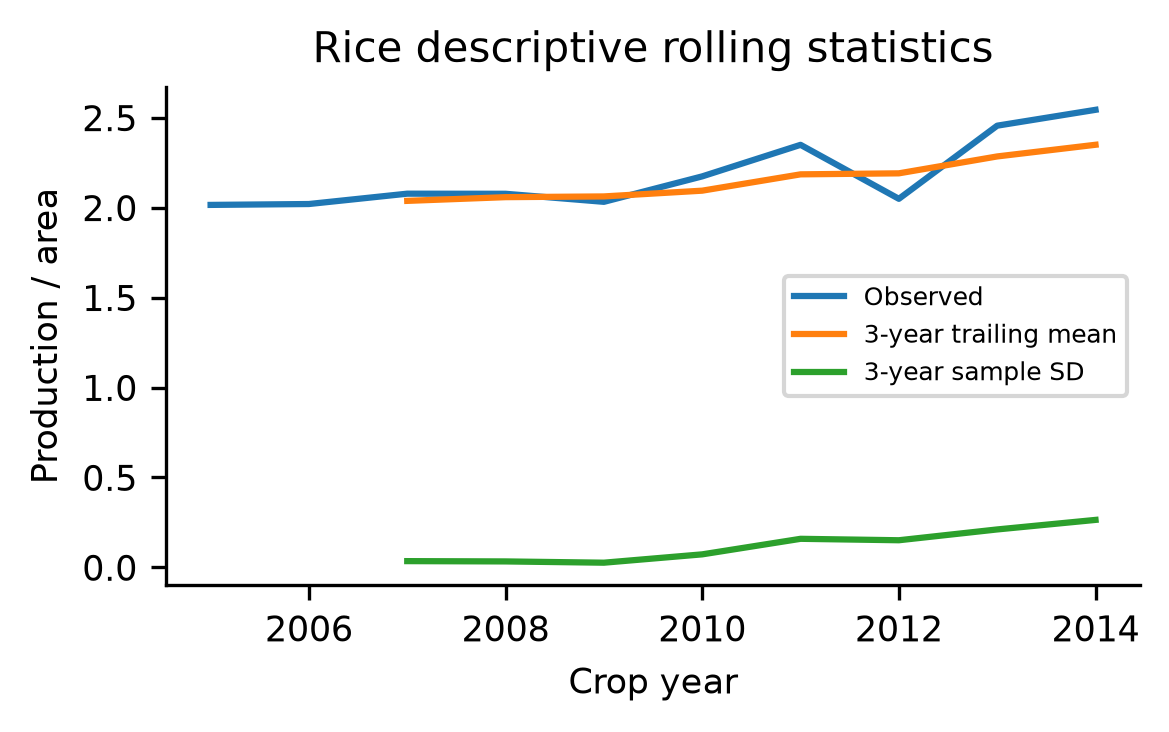 Rice descriptive rolling statistics
Production / area
2.5
2.0
1.5
1.0
0.5
0.0
Observed
3-year trailing mean
3-year sample SD
2006 2008 2010 2012 2014
Crop year